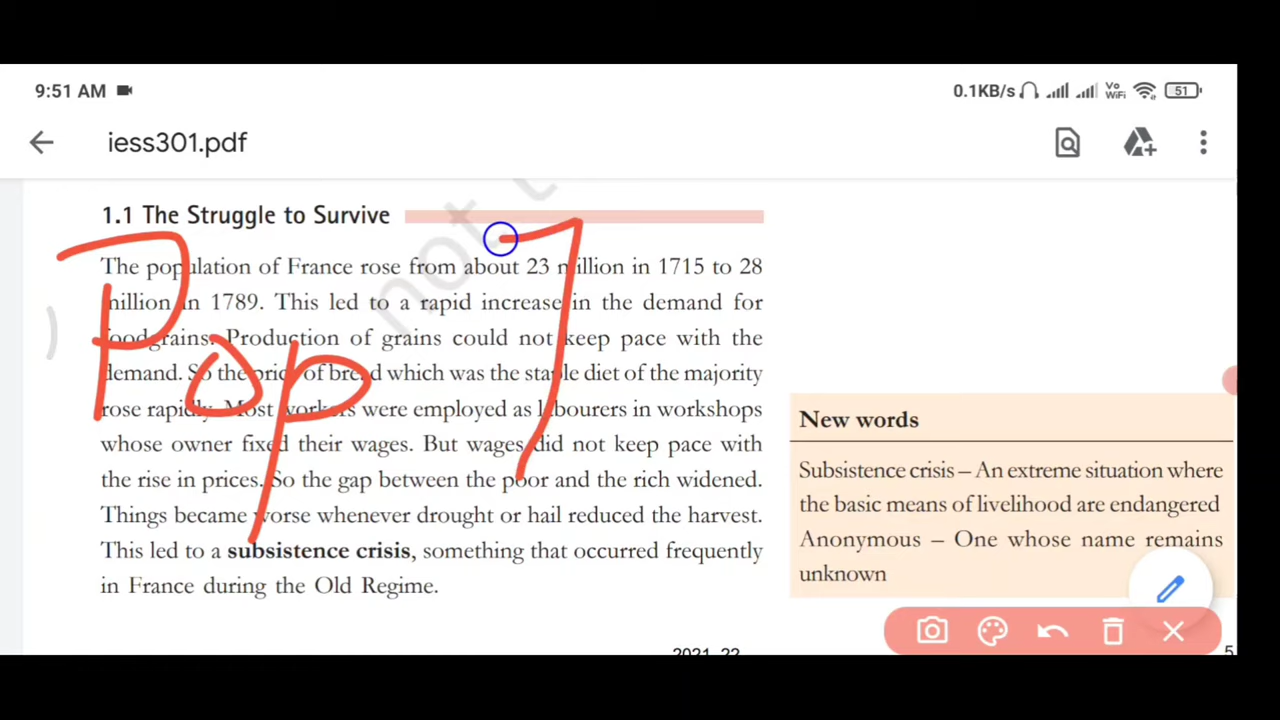 9:51 AM
0.1KB/s Vo WiFi 51
iess301.pdf
not t
1.1 The Struggle to Survive
The population of France rose from about 23 million in 1715 to 28
million in 1789. This led to a rapid increase in the demand for
foodgrains. Production of grains could not keep pace with the
demand. So the price of bread which was the staple diet of the majority
rose rapidly. Most workers were employed as labourers in workshops
whose owner fixed their wages. But wages did not keep pace with
the rise in prices. So the gap between the poor and the rich widened.
Things became worse whenever drought or hail reduced the harvest.
This led to a subsistence crisis, something that occurred frequently
in France during the Old Regime.
Pop
New words
Subsistence crisis – An extreme situation where
the basic means of livelihood are endangered
Anonymous – One whose name remains
unknown
2021-22
5